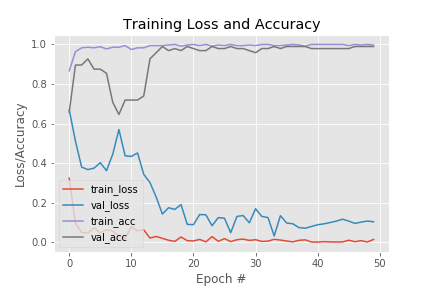 Training Loss and Accuracy
1.0
0.8
0.6
0.4
0.2
0.0
Loss/Accuracy
train_loss
val_loss
train_acc
val_acc
0
10
20
30
40
50
Epoch #